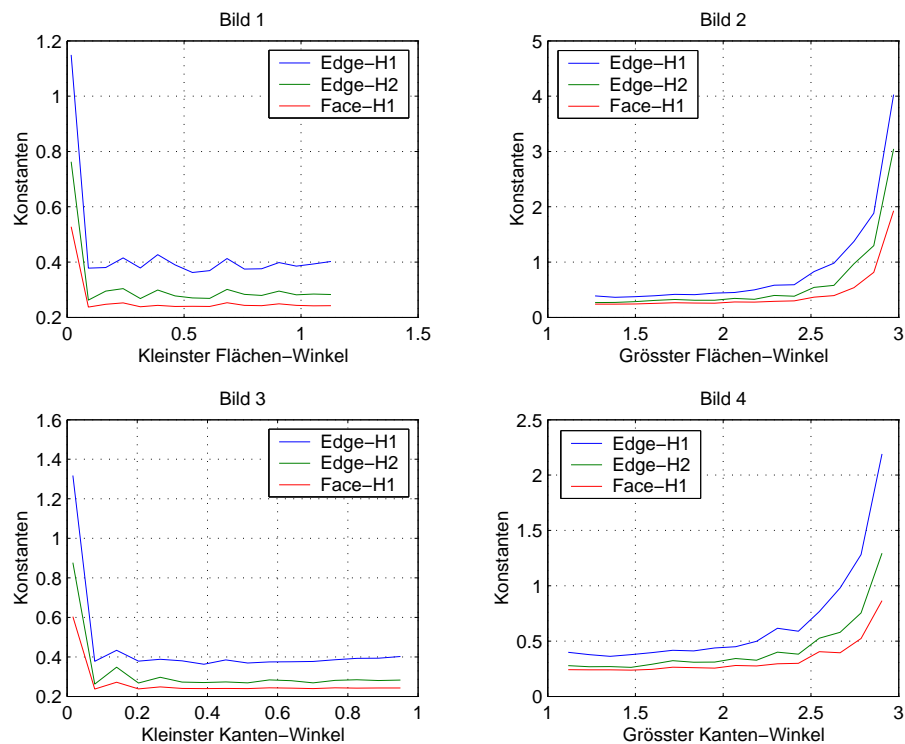 Bild 1
1.2
1
0.8
0.6
0.4
0.2
0
0.5
1
1.5
Konstanten
Kleinster Flächen-Winkel
Edge-H1
Edge-H2
Face-H1
Bild 2
5
4
3
2
1
0
1
1.5
2
2.5
3
Konstanten
Grösster Flächen-Winkel
Edge-H1
Edge-H2
Face-H1
Bild 3
1.6
1.4
1.2
1
0.8
0.6
0.4
0.2
0
0.2
0.4
0.6
0.8
1
Konstanten
Kleinster Kanten-Winkel
Edge-H1
Edge-H2
Face-H1
Bild 4
2.5
2
1.5
1
0.5
0
1
1.5
2
2.5
3
Konstanten
Grösster Kanten-Winkel
Edge-H1
Edge-H2
Face-H1